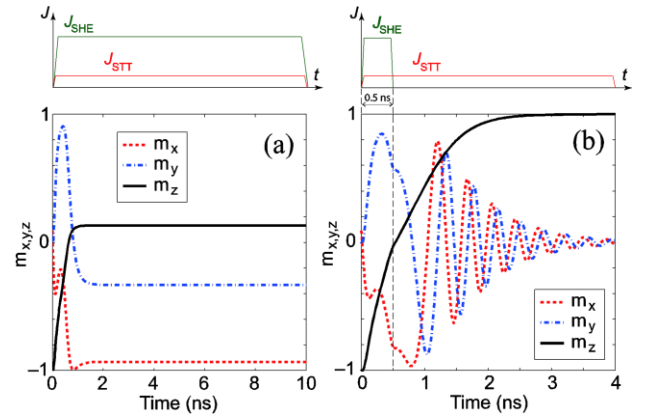 J
J_SHE
J_STT
t
J
J_SHE
J_STT
t
0.5 ns
(a)
m_x
m_y
m_z
m_x,y,z
1
0
−1
0 2 4 6 8 10
Time (ns)
(b)
m_x
m_y
m_z
m_x,y,z
1
0
−1
0 1 2 3 4
Time (ns)